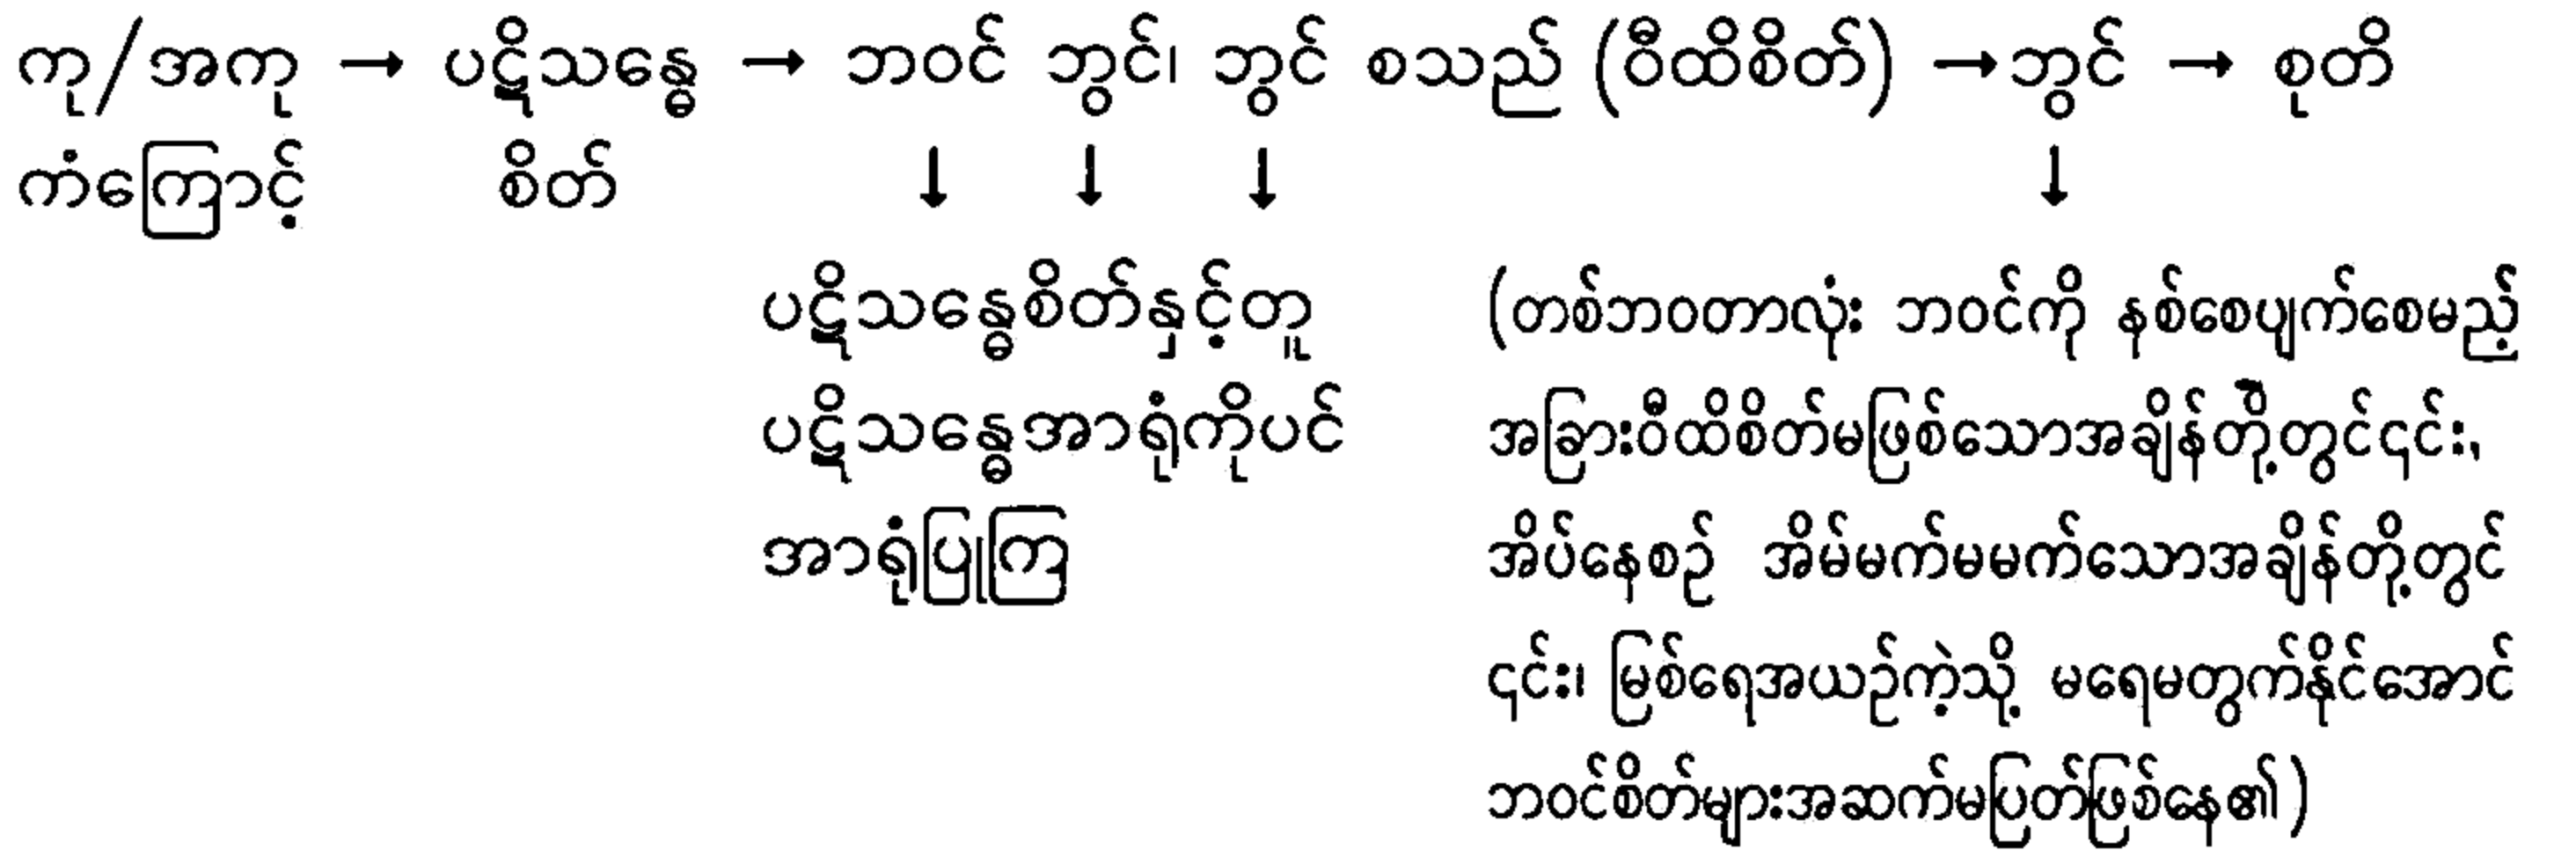 ကု/အကု → ပဋိသန္ဓေ → ဘဝင် ဘွင်၊ ဘွင် စသည် (ဝီထိစိတ်) → ဘွင် → စုတိ
ကံကြောင့် စိတ် ↓ ↓ ↓ ↓
ပဋိသန္ဓေစိတ်နှင့်တူ
ပဋိသန္ဓေအာရုံကိုပင်
အာရုံပြုကြ
(တစ်ဘဝတာလုံး ဘဝင်ကို နစ်စေပျက်စေမည့်
အခြားဝီထိစိတ်မဖြစ်သောအချိန်တို့တွင်၎င်း,
အိပ်နေစဉ် အိမ်မက်မမက်သောအချိန်တို့တွင်
၎င်း၊ မြစ်ရေအယဉ်ကဲ့သို့ မရေမတွက်နိုင်အောင်
ဘဝင်စိတ်များအဆက်မပြတ်ဖြစ်နေ၏)